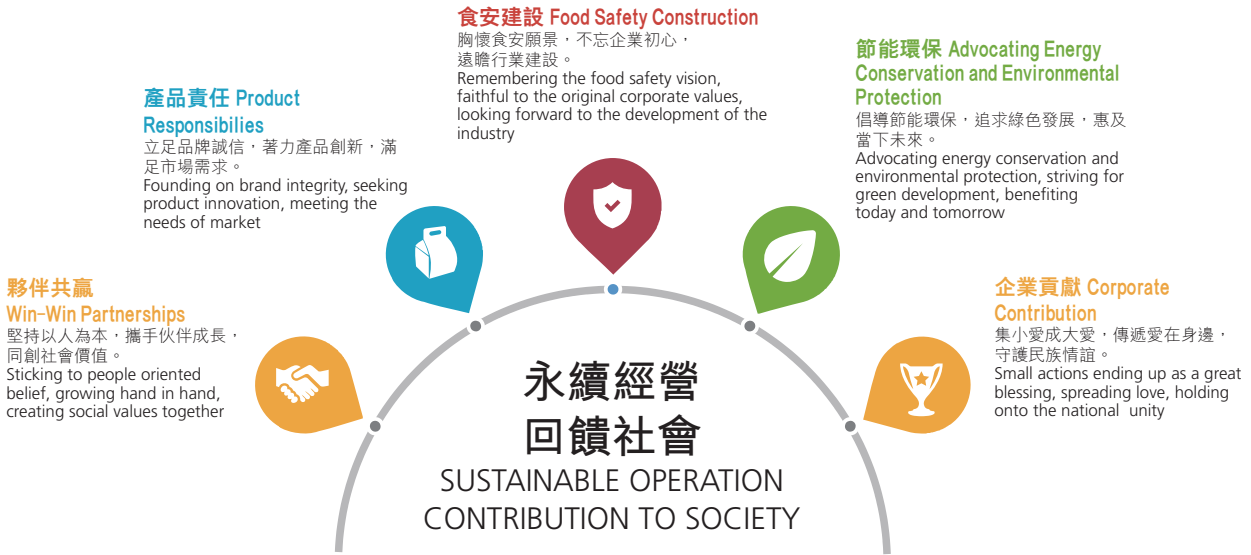 食安建設 Food Safety Construction
胸懷食安願景，不忘企業初心，
遠瞻行業建設。
Remembering the food safety vision,
faithful to the original corporate values,
looking forward to the development of the
industry
節能環保 Advocating Energy
Conservation and Environmental
Protection
倡導節能環保，追求綠色發展，惠及
當下未來。
Advocating energy conservation and
environmental protection, striving for
green development, benefiting
today and tomorrow
產品責任 Product
Responsibilies
立足品牌誠信，著力產品創新，滿
足市場需求。
Founding on brand integrity, seeking
product innovation, meeting the
needs of market
夥伴共贏
Win-Win Partnerships
堅持以人為本，攜手伙伴成長，
同創社會價值。
Sticking to people oriented
belief, growing hand in hand,
creating social values together
企業貢獻 Corporate
Contribution
集小愛成大愛，傳遞愛在身邊，
守護民族情誼。
Small actions ending up as a great
blessing, spreading love, holding
onto the national unity
永續經營
回饋社會
SUSTAINABLE OPERATION
CONTRIBUTION TO SOCIETY